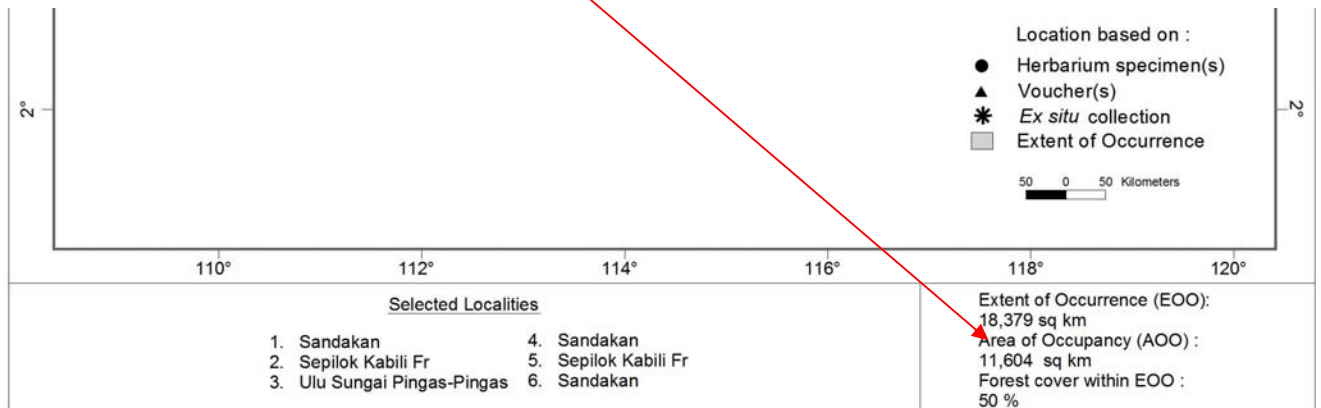 Location based on :
Herbarium specimen(s)
Voucher(s)
Ex situ collection
Extent of Occurrence
50 0 50 Kilometers
2° 2°
110° 112° 114° 116° 118° 120°
Selected Localities
1. Sandakan
2. Sepilok Kabili Fr
3. Ulu Sungai Pingas-Pingas
4. Sandakan
5. Sepilok Kabili Fr
6. Sandakan
Extent of Occurrence (EOO):
18,379 sq km
Area of Occupancy (AOO) :
11,604 sq km
Forest cover within EOO :
50 %